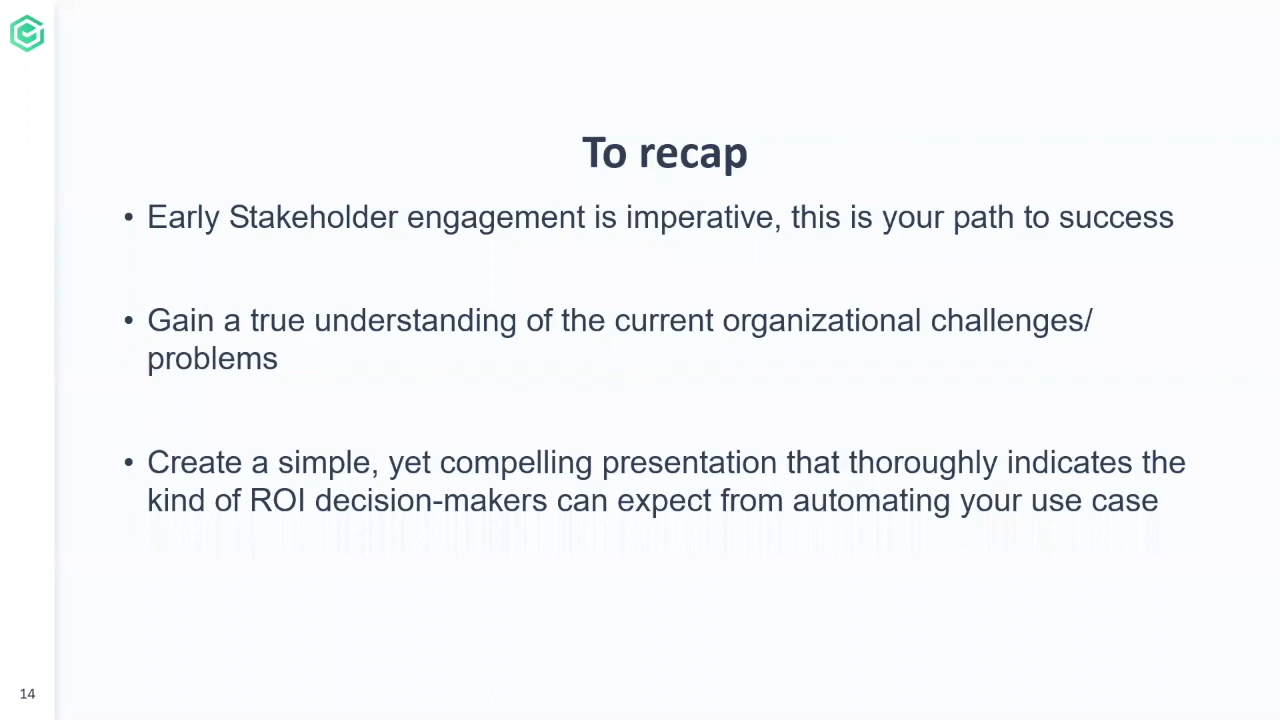 To recap
• Early Stakeholder engagement is imperative, this is your path to success
• Gain a true understanding of the current organizational challenges/
problems
• Create a simple, yet compelling presentation that thoroughly indicates the
kind of ROI decision-makers can expect from automating your use case
14